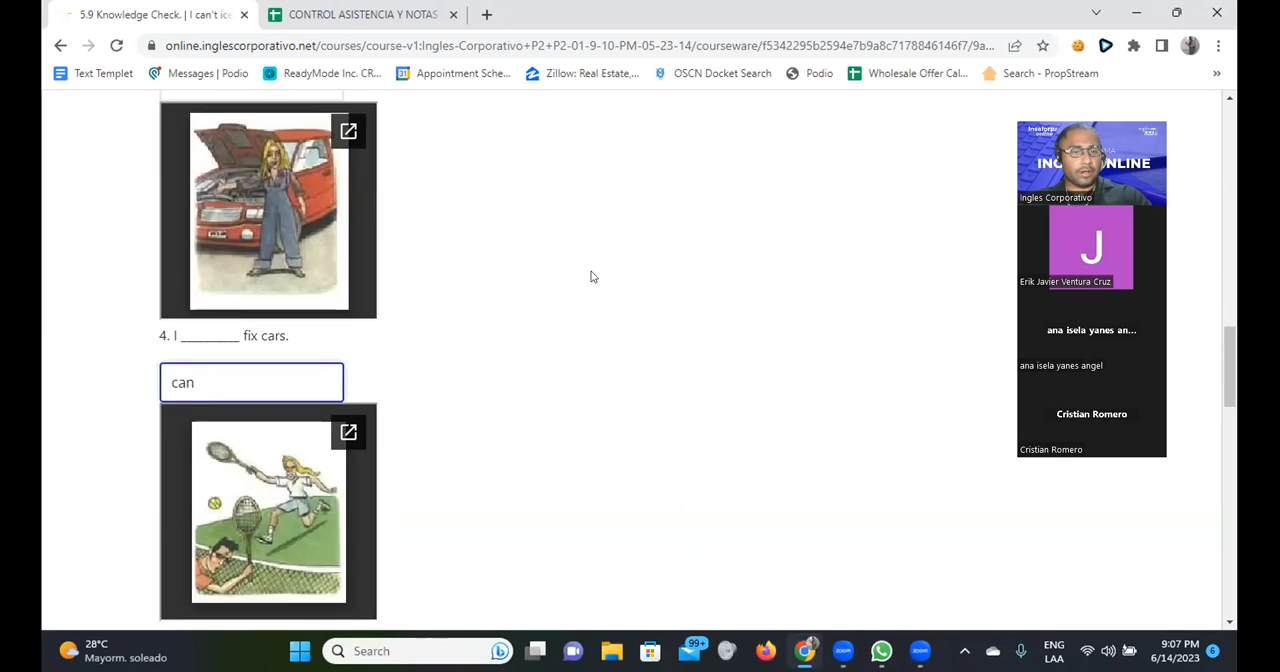 5.9 Knowledge Check. | I can't ice
CONTROL ASISTENCIA Y NOTAS
online.inglescorporativo.net/courses/course-v1:Ingles-Corporativo+P2+P2-01-9-10-PM-05-23-14/courseware/f5342295b2594e7b9a8c7178846146f7/9a...
Text Templet
Messages | Podio
ReadyMode Inc. CR...
Appointment Sche...
Zillow: Real Estate,...
OSCN Docket Search
Podio
Wholesale Offer Cal...
Search - PropStream
»
ONLINE
Ingles Corporativo
J
Erik Javier Ventura Cruz
ana isela yanes an...
ana isela yanes angel
Cristian Romero
Cristian Romero
4. I _________ fix cars.
can
28°C
Mayorm. soleado
Search
99+
ENG
LAA
9:07 PM
6/14/2023
6